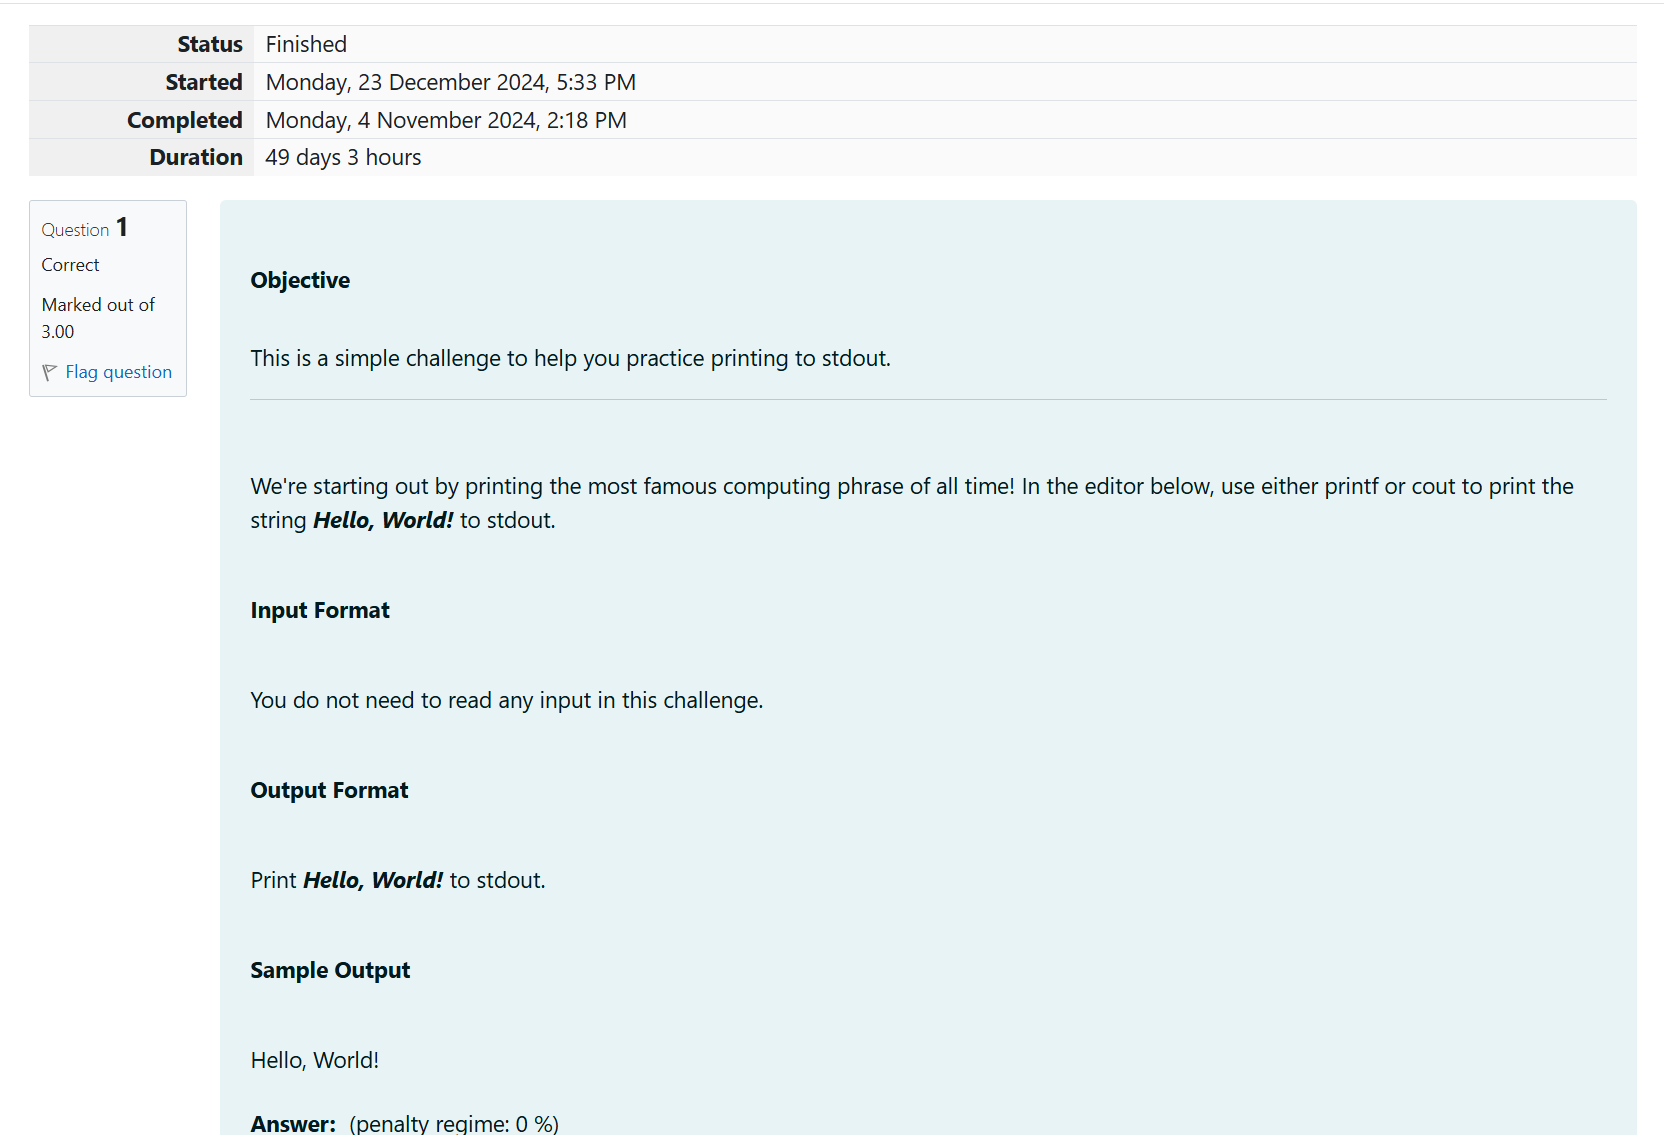 Status Finished
Started Monday, 23 December 2024, 5:33 PM
Completed Monday, 4 November 2024, 2:18 PM
Duration 49 days 3 hours
Question 1
Correct
Marked out of
3.00
Flag question
Objective
This is a simple challenge to help you practice printing to stdout.
We're starting out by printing the most famous computing phrase of all time! In the editor below, use either printf or cout to print the
string Hello, World! to stdout.
Input Format
You do not need to read any input in this challenge.
Output Format
Print Hello, World! to stdout.
Sample Output
Hello, World!
Answer: (penalty regime: 0 %)